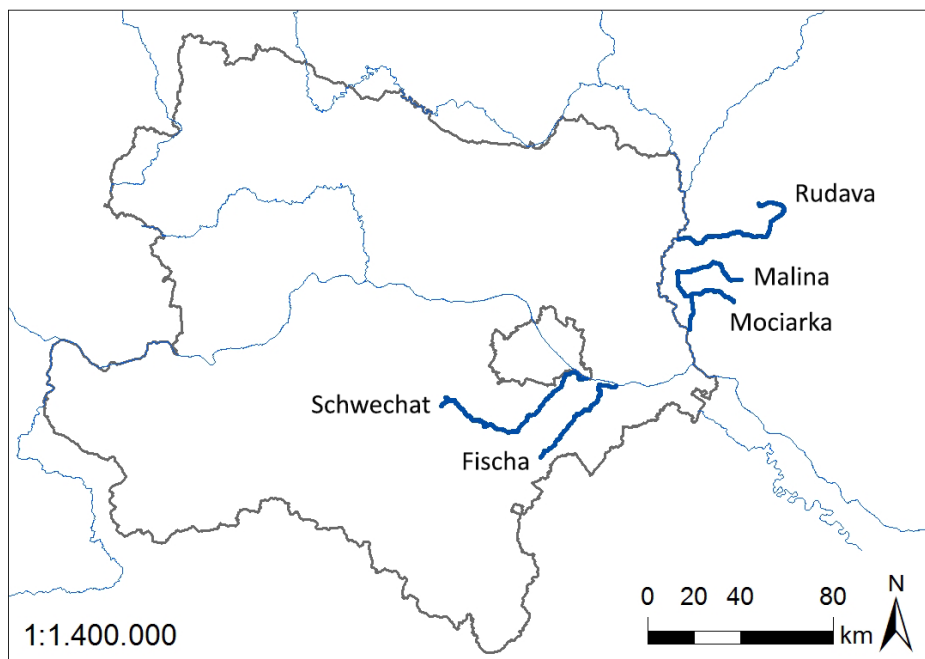 Rudava
Malina
Mociarka
Schwechat
Fischa
N
0 20 40 80
km
1:1.400.000